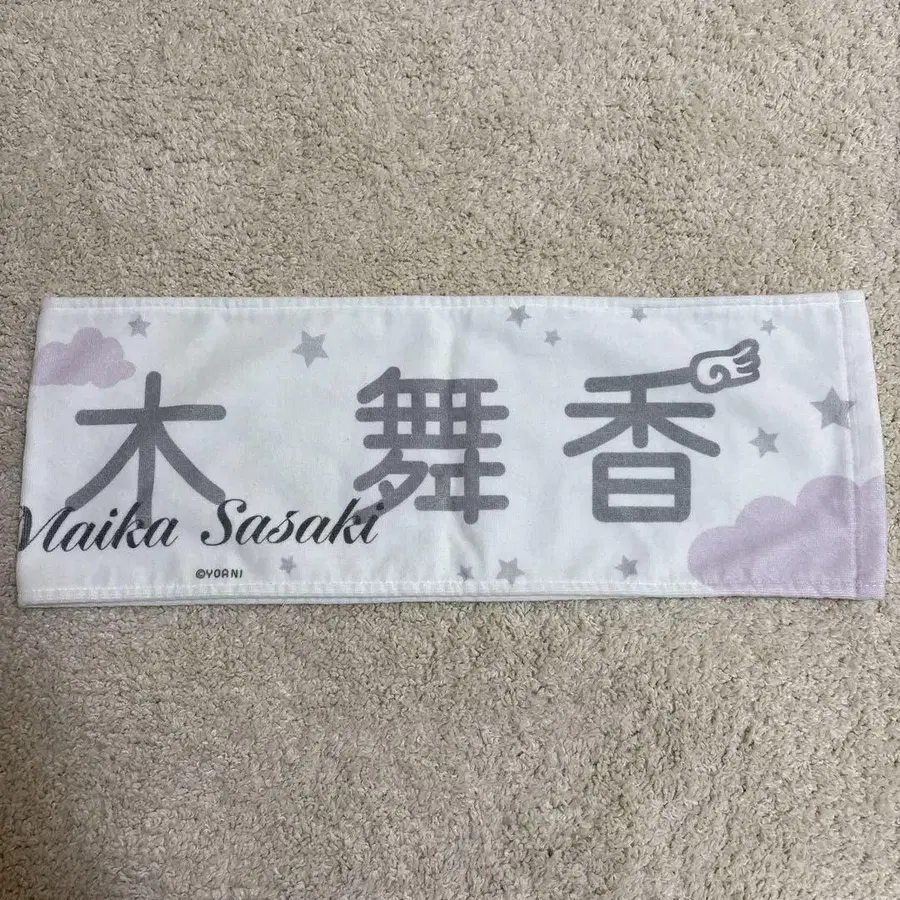 木 舞香
Maika Sasaki
©YOANI